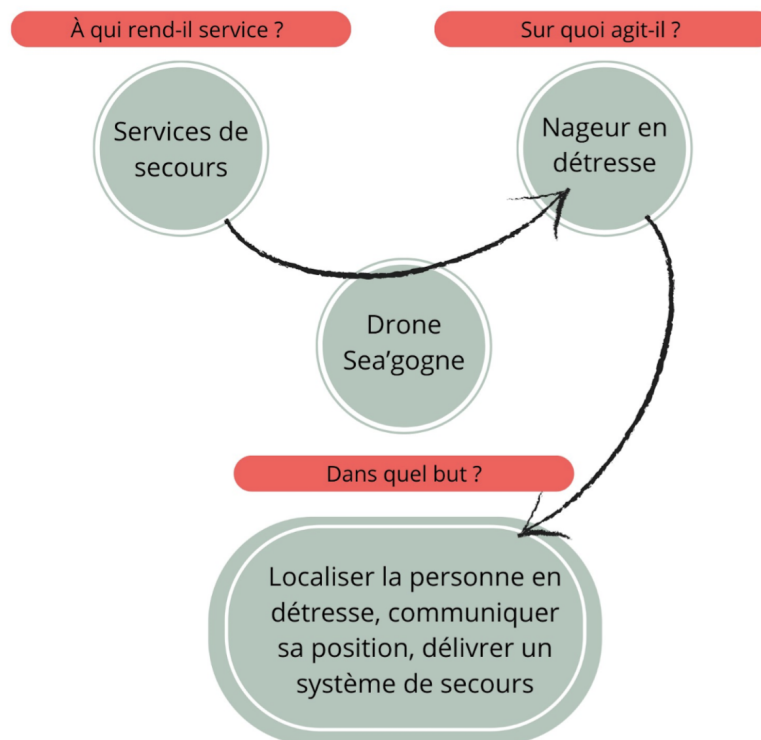 À qui rend-il service ?
Sur quoi agit-il ?
Services de
secours
Nageur en
détresse
Drone
Sea’gogne
Dans quel but ?
Localiser la personne en
détresse, communiquer
sa position, délivrer un
système de secours